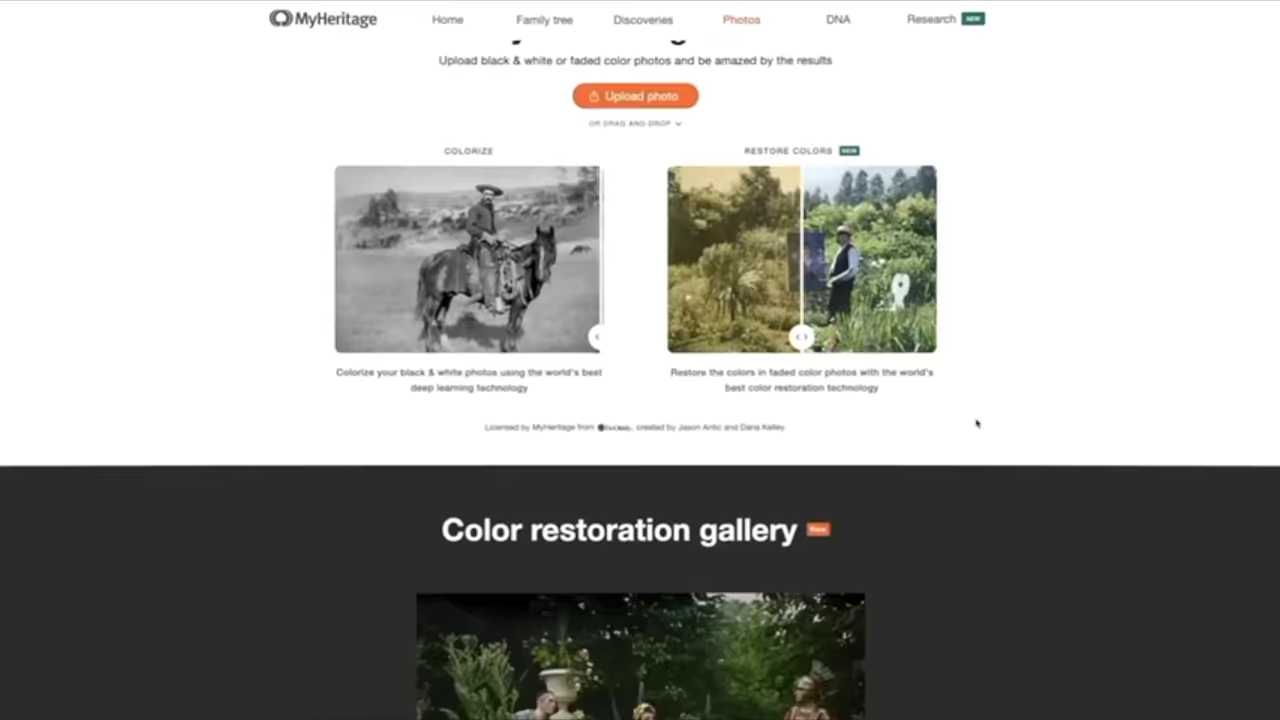 MyHeritage
Home
Family tree
Discoveries
Photos
DNA
Research NEW
Upload black & white or faded color photos and be amazed by the results
Upload photo
OR DRAG AND DROP
COLORIZE
RESTORE COLORS NEW
Colorize your black & white photos using the world's best
deep learning technology
Restore the colors in faded color photos with the world's
best color restoration technology
Licensed by MyHeritage from created by Jason Antic and Dana Kelley
Color restoration gallery New